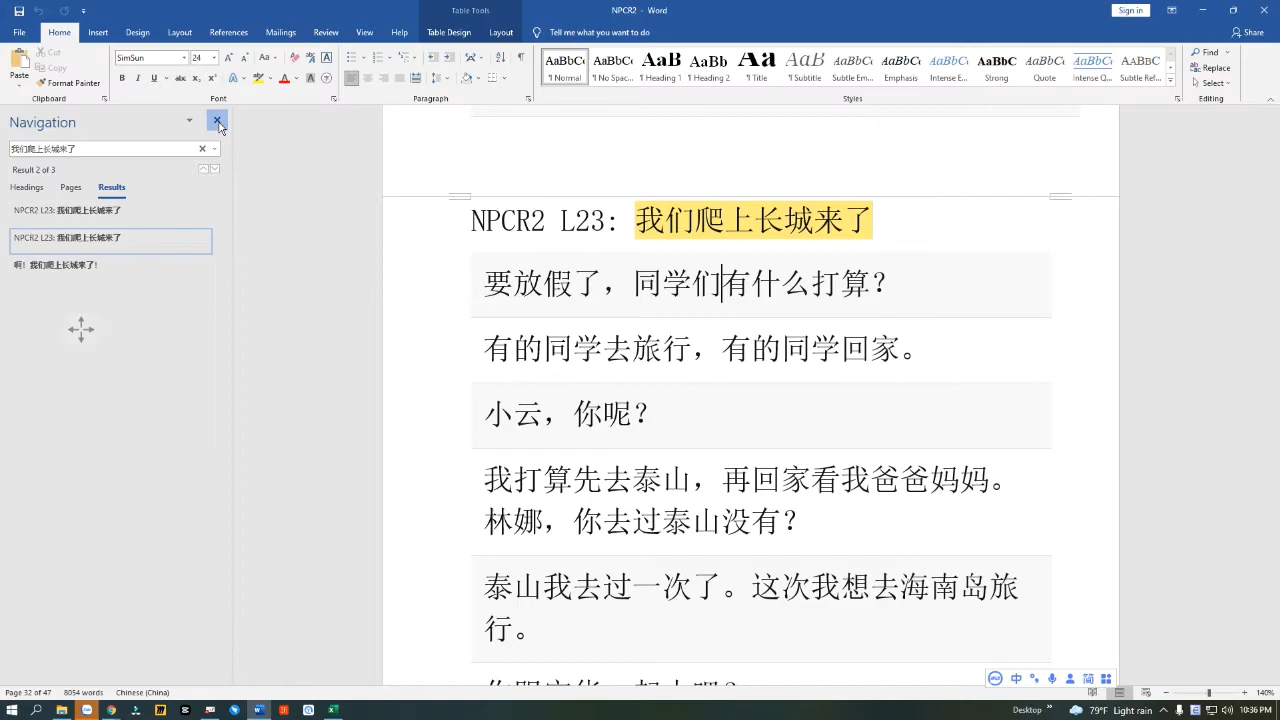 Table Tools
NPCR2 - Word
Sign in
File Home Insert Draw Design Layout References Mailings Review View Help Table Design Layout Tell me what you want to do
Share
Paste
Cut
Copy
Format Painter
SimSun
24
Clipboard
Font
Paragraph
AaBbCc AaBbCc AaB AaBb Aa AaB AaBbCc AaBbCc AaBbCc AaBbCc AaBbCc AaBbCc AABBC
¶ Normal ¶ No Spac... ¶ Heading 1 ¶ Heading 2 ¶ Title ¶ Subtitle Subtle Em... Emphasis Intense E... Strong Quote Intense Q... Subtle Ref...
Styles
Find
Replace
Select
Editing
Navigation
我们爬上长城来了
Result 2 of 3
Headings Pages Results
NPCR2 L23: 我们爬上长城来了
NPCR2 L23: 我们爬上长城来了
啊！我们爬上长城来了！
NPCR2 L23: 我们爬上长城来了
要放假了，同学们有什么打算？
有的同学去旅行，有的同学回家。
小云，你呢？
我打算先去泰山，再回家看我爸爸妈妈。
林娜，你去过泰山没有？
泰山我去过一次了。这次我想去海南岛旅
行。
中 简
Page 32 of 47 8054 words Chinese (China)
140%
Desktop
79°F Light rain
10:36 PM